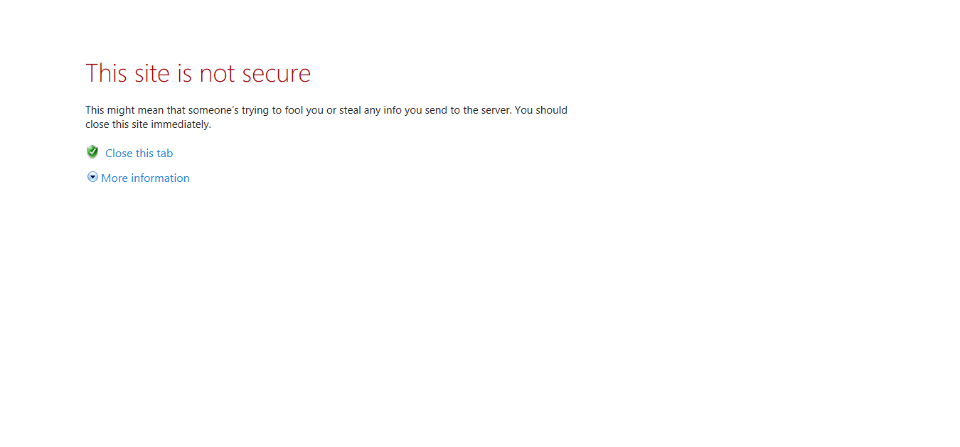 This site is not secure
This might mean that someone's trying to fool you or steal any info you send to the server. You should
close this site immediately.
Close this tab
More information